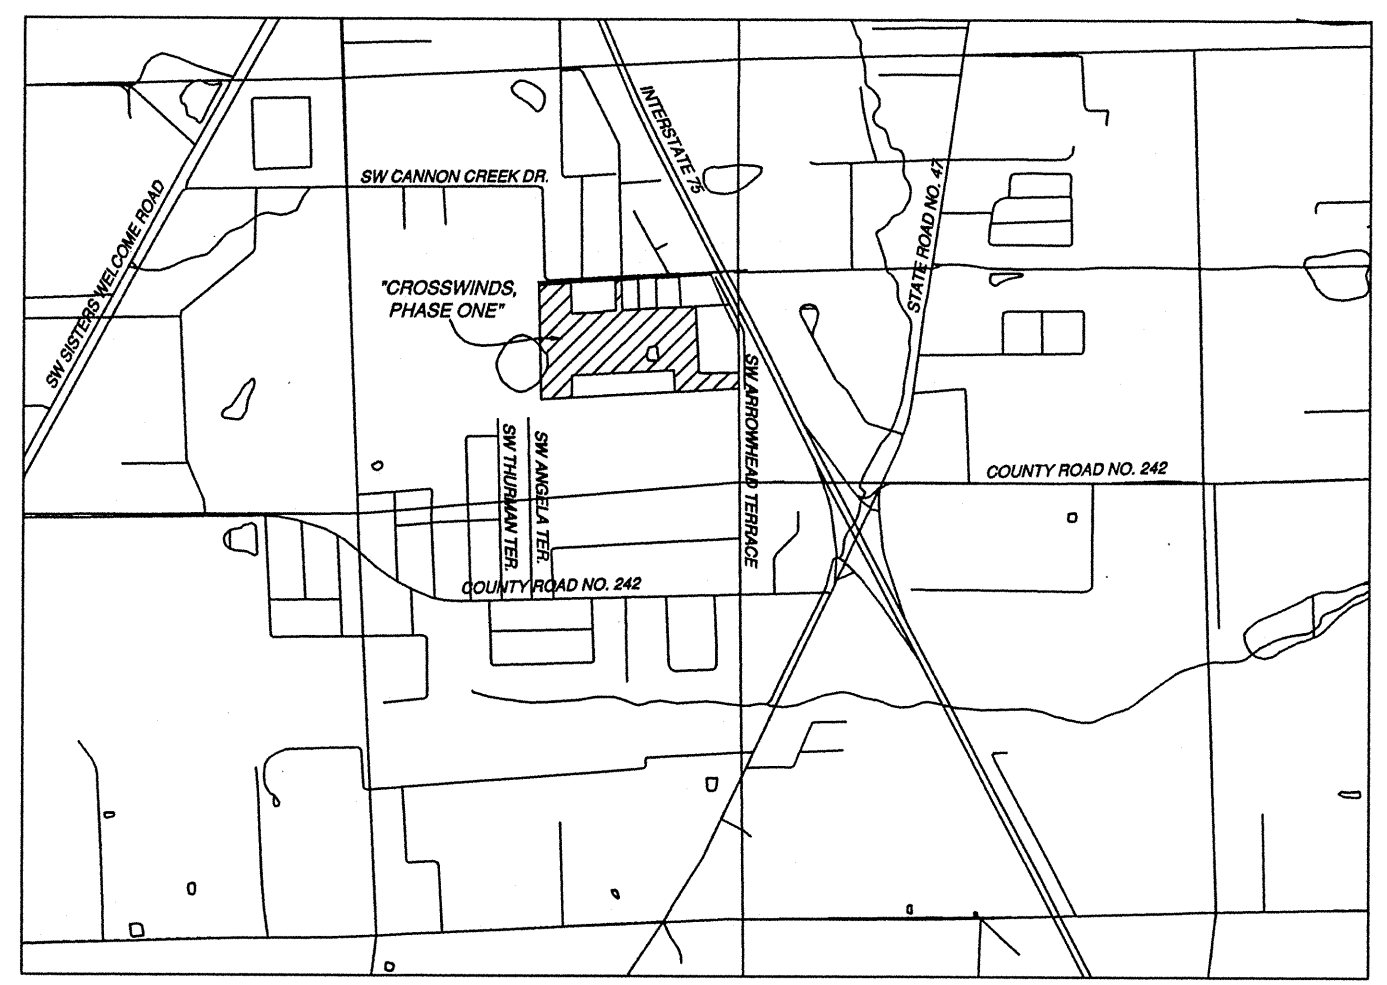 INTERSTATE 75
SW CANNON CREEK DR.
STATE ROAD NO. 47
SW SISTERS WELCOME ROAD
"CROSSWINDS,
PHASE ONE"
SW ARROWHEAD TERRACE
SW THURMAN TER.
SW ANGELA TER.
COUNTY ROAD NO. 242
COUNTY ROAD NO. 242